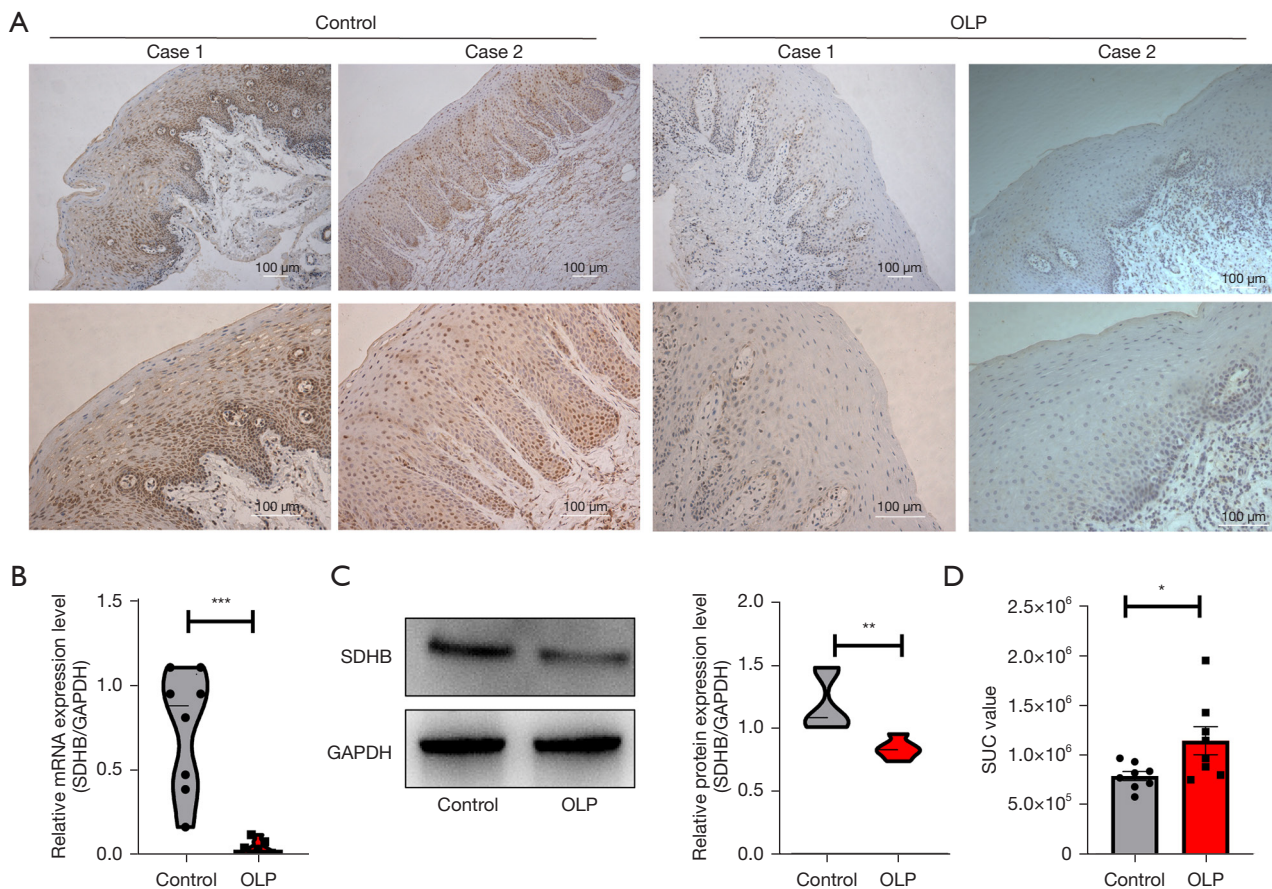 A
Control
OLP
Case 1
Case 2
Case 1
Case 2
100 µm
100 µm
100 µm
100 µm
100 µm
100 µm
100 µm
100 µm
B
Relative mRNA expression level
(SDHB/GAPDH)
1.5
1.0
0.5
0.0
***
Control
OLP
C
SDHB
GAPDH
Control
OLP
Relative protein expression level
(SDHB/GAPDH)
2.0
1.5
1.0
0.5
0.0
**
Control
OLP
D
SUC value
2.5×10⁶
2.0×10⁶
1.5×10⁶
1.0×10⁶
5.0×10⁵
0
*
Control
OLP